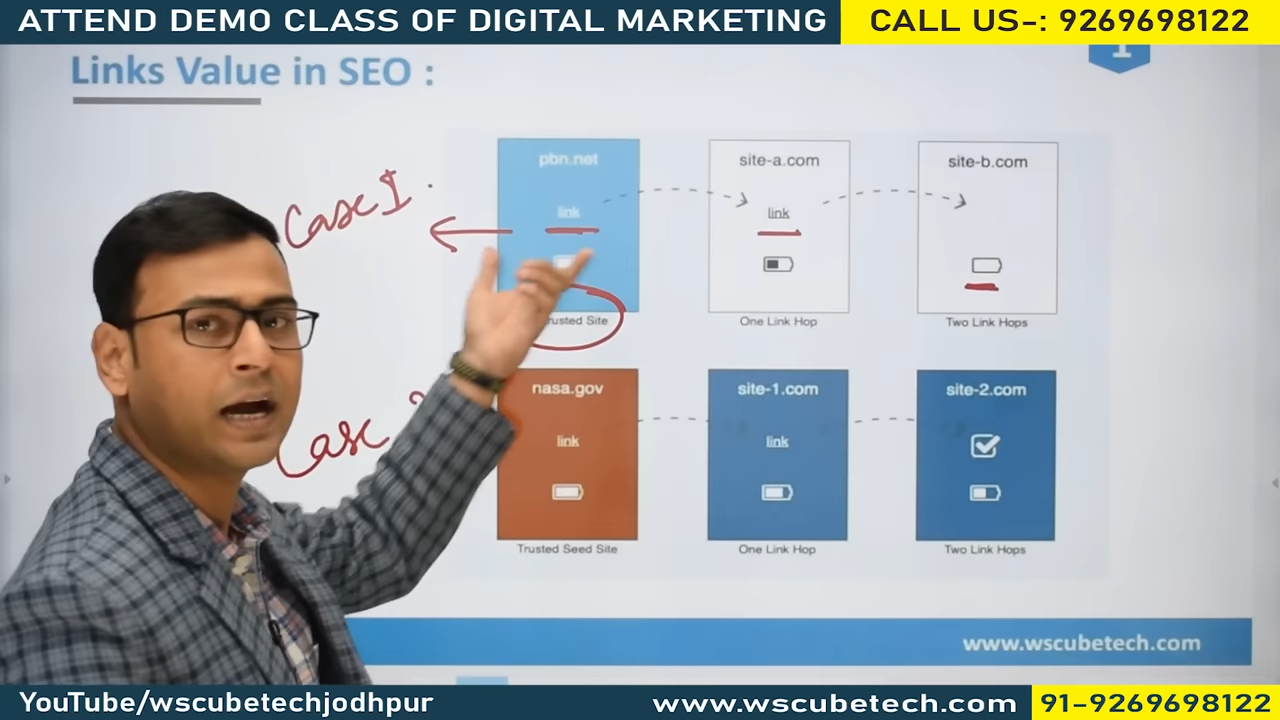 ATTEND DEMO CLASS OF DIGITAL MARKETING
CALL US-: 9269698122
1
Links Value in SEO :
pbn.net
site-a.com
site-b.com
link
link
Case I
Trusted Site
One Link Hop
Two Link Hops
nasa.gov
site-1.com
site-2.com
link
link
Case
Trusted Seed Site
One Link Hop
Two Link Hops
www.wscubetech.com
YouTube/wscubetechjodhpur
www.wscubetech.com
91-9269698122